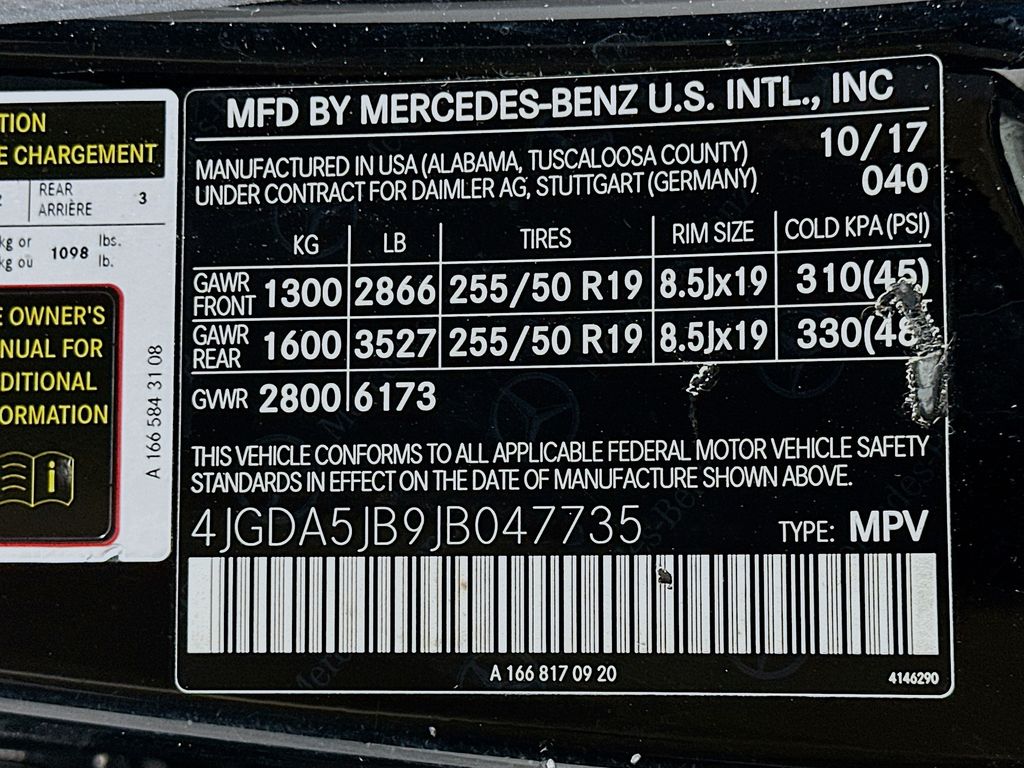 TION
E CHARGEMENT
REAR
ARRIÈRE 3
kg or
kg ou 1098 lbs.
lb.
E OWNER'S
NUAL FOR
DITIONAL
ORMATION
i
A 166 584 31 08
MFD BY MERCEDES-BENZ U.S. INTL., INC
MANUFACTURED IN USA (ALABAMA, TUSCALOOSA COUNTY) 10/17
UNDER CONTRACT FOR DAIMLER AG, STUTTGART (GERMANY) 040
KG LB TIRES RIM SIZE COLD KPA (PSI)
GAWR FRONT 1300 2866 255/50 R19 8.5Jx19 310(45)
GAWR REAR 1600 3527 255/50 R19 8.5Jx19 330(48
GVWR 2800 6173
THIS VEHICLE CONFORMS TO ALL APPLICABLE FEDERAL MOTOR VEHICLE SAFETY
STANDARDS IN EFFECT ON THE DATE OF MANUFACTURE SHOWN ABOVE.
4JGDA5JB9JB047735 TYPE: MPV
A 166 817 09 20
4146290